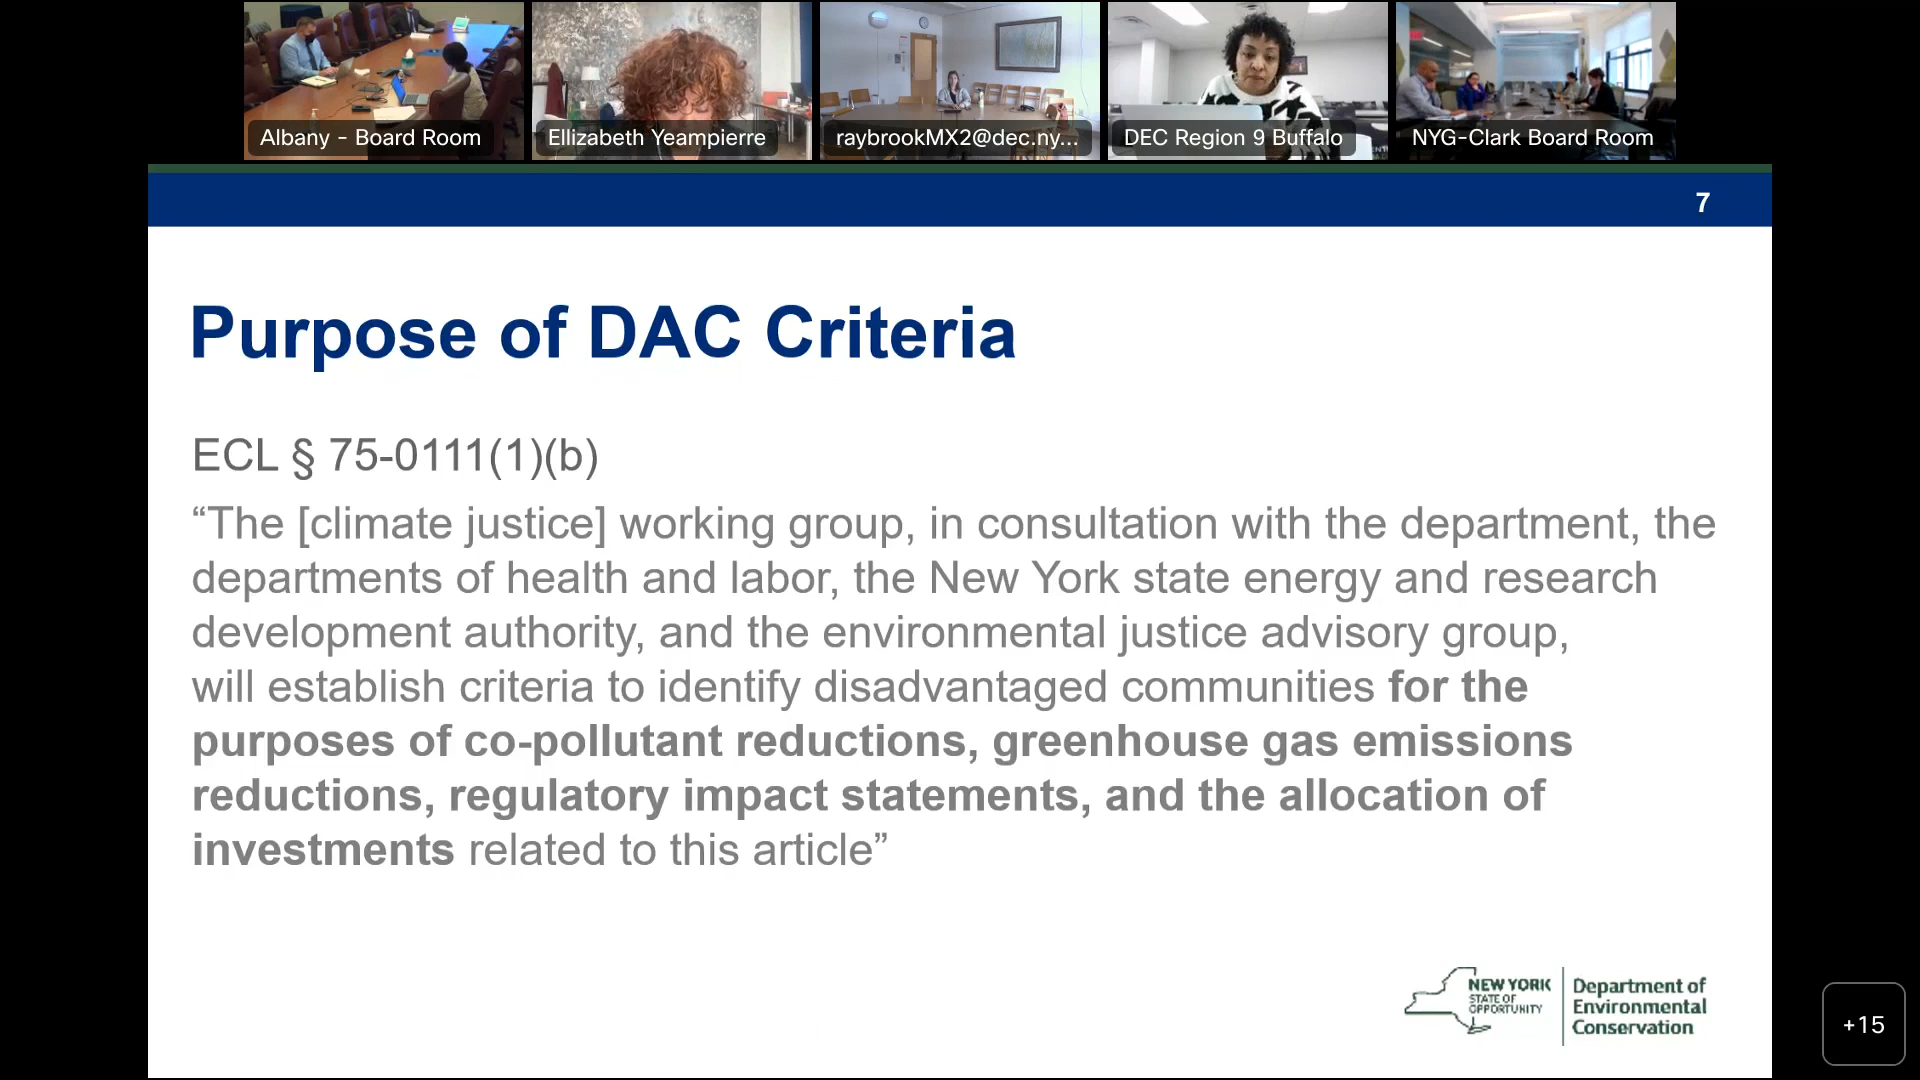 Albany - Board Room
Ellizabeth Yeampierre
raybrookMX2@dec.ny...
DEC Region 9 Buffalo
NYG-Clark Board Room
7
Purpose of DAC Criteria
ECL § 75-0111(1)(b)
“The [climate justice] working group, in consultation with the department, the
departments of health and labor, the New York state energy and research
development authority, and the environmental justice advisory group,
will establish criteria to identify disadvantaged communities for the
purposes of co-pollutant reductions, greenhouse gas emissions
reductions, regulatory impact statements, and the allocation of
investments related to this article”
NEW YORK
STATE OF
OPPORTUNITY
Department of
Environmental
Conservation
+15